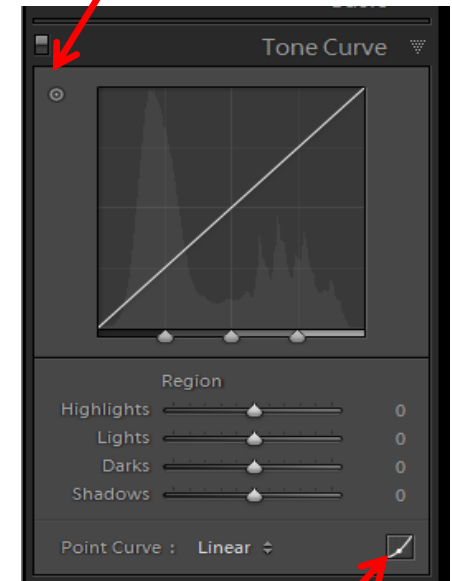 Tone Curve
Region
Highlights 0
Lights 0
Darks 0
Shadows 0
Point Curve : Linear